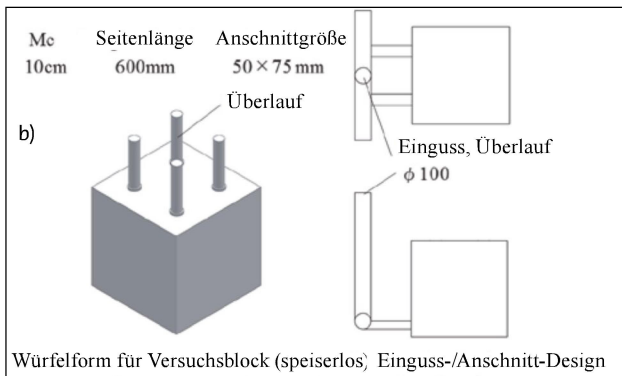 Mc Seitenlänge Anschnittgröße
10cm 600mm 50×75 mm
Überlauf
b)
Einguss, Überlauf
ϕ 100
Würfelform für Versuchsblock (speiserlos) Einguss-/Anschnitt-Design